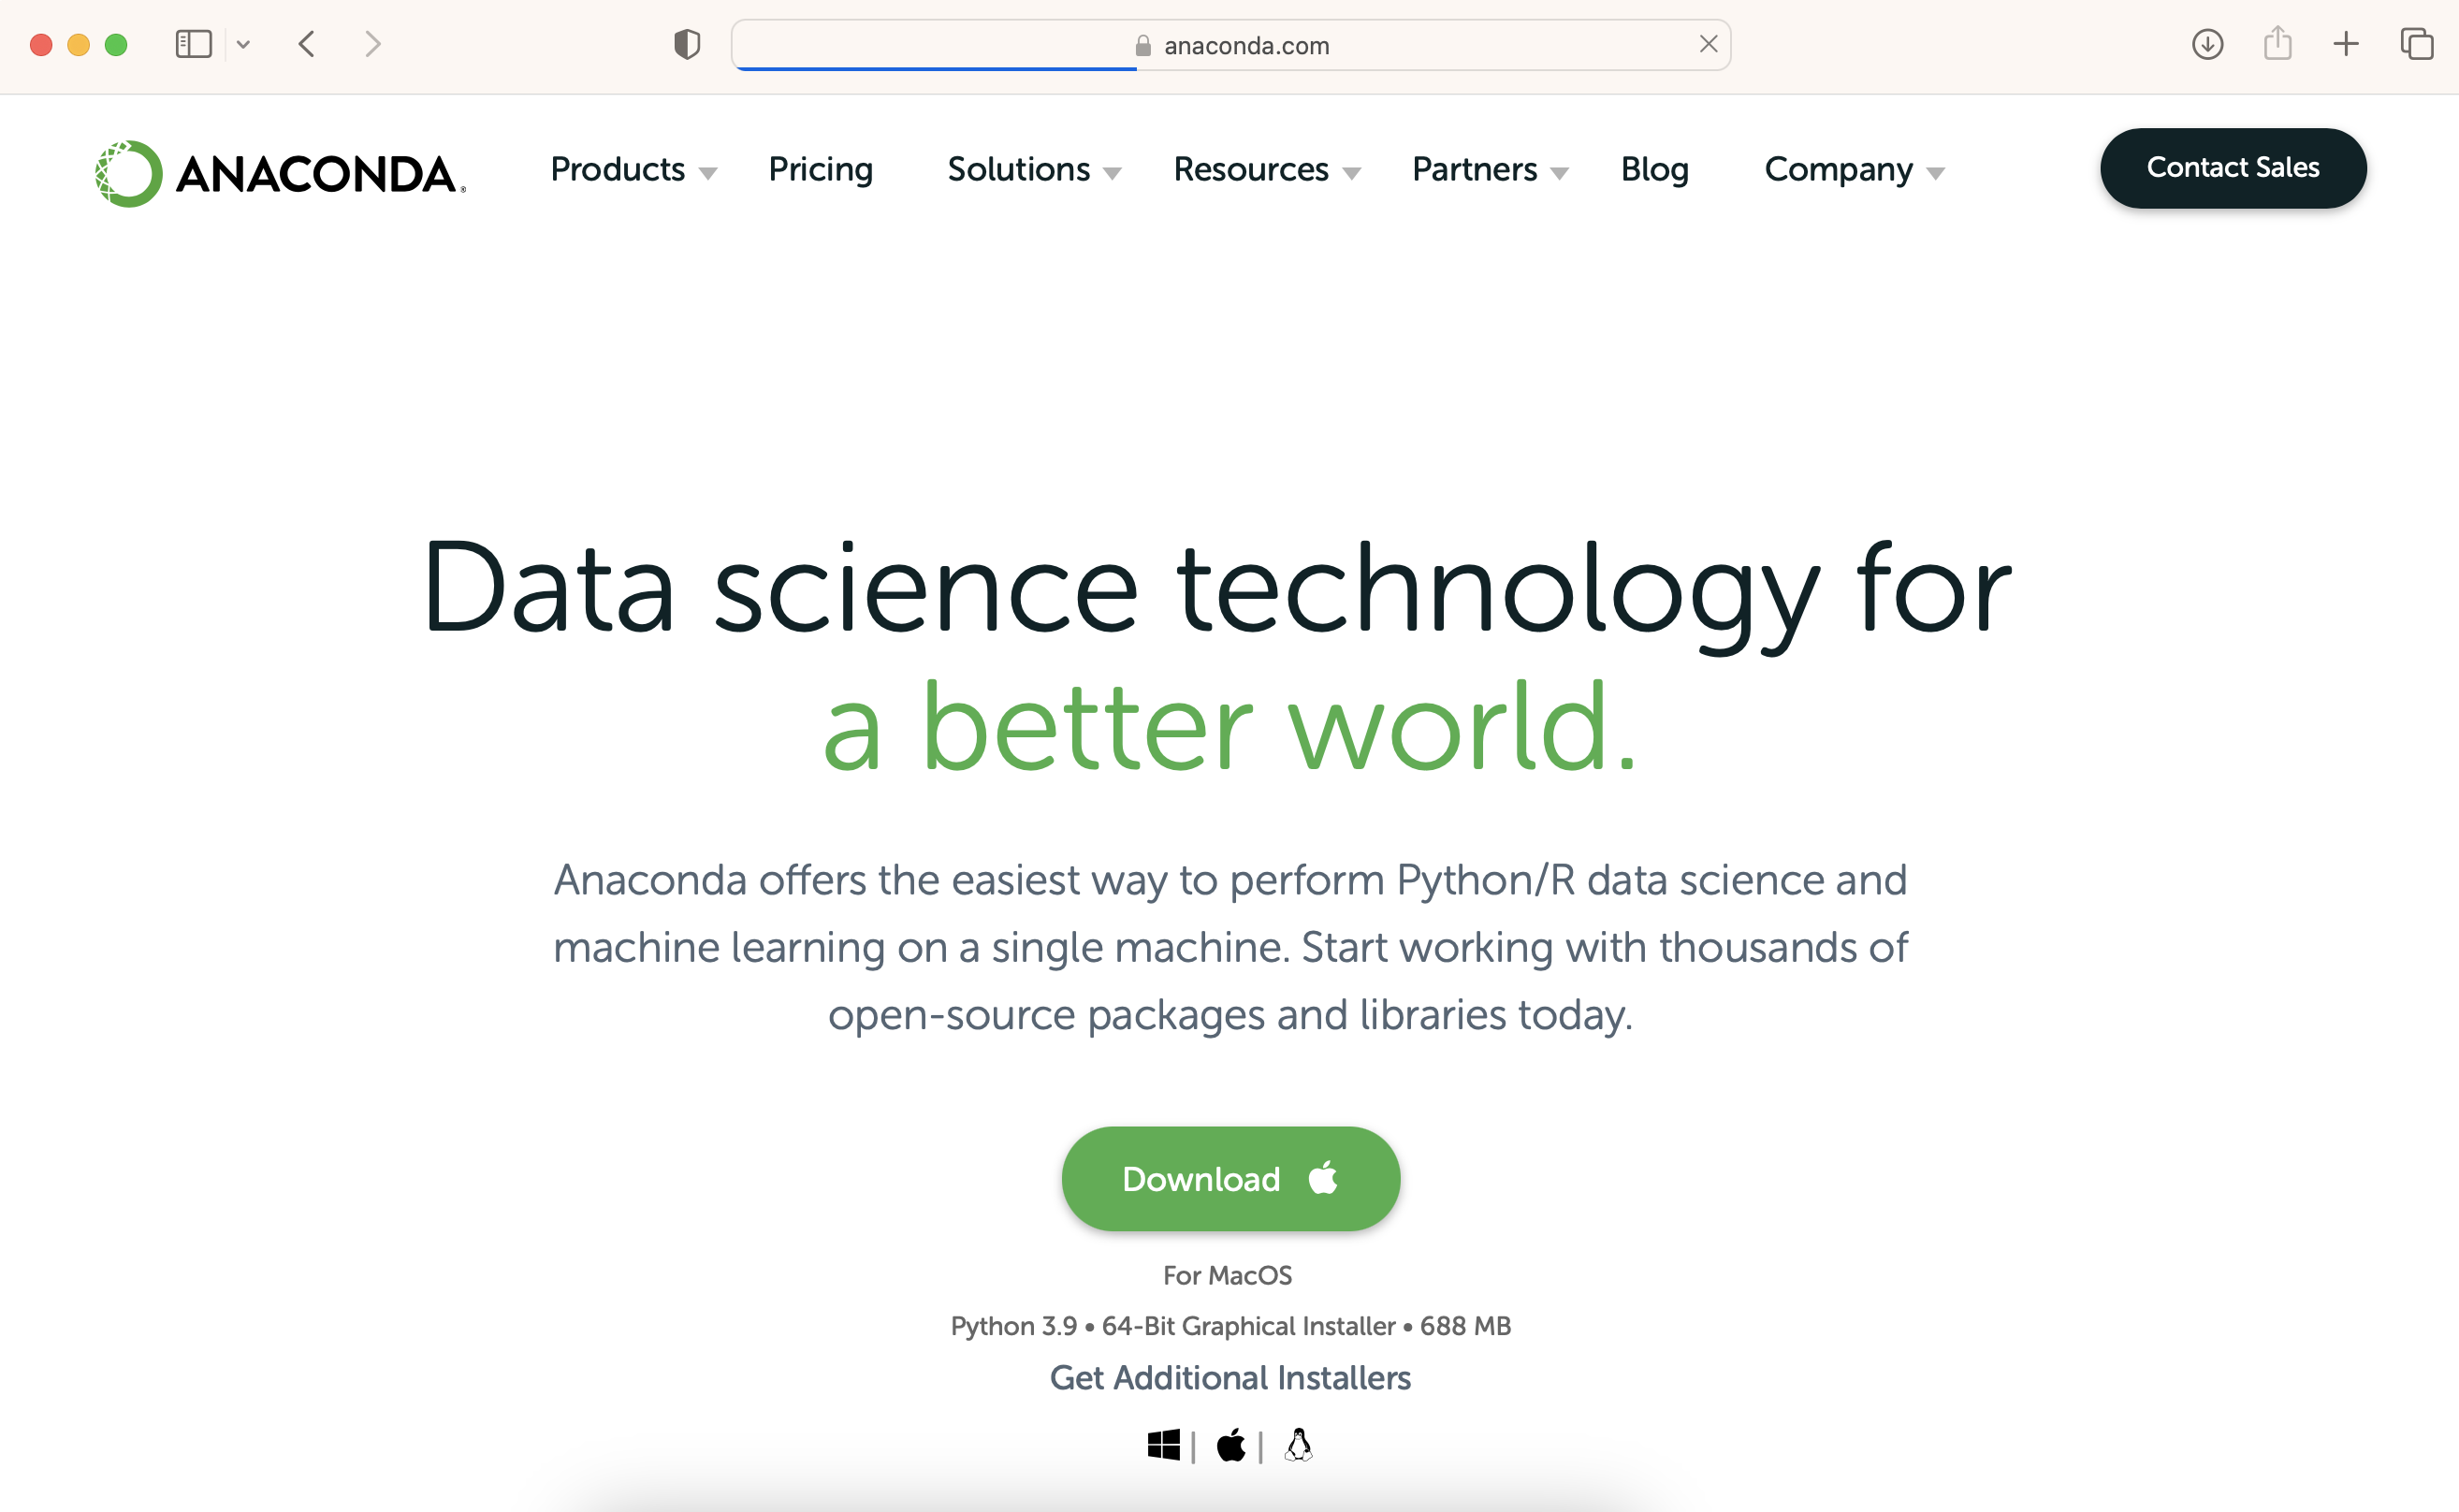 anaconda.com
ANACONDA®
Products Pricing Solutions Resources Partners Blog Company Contact Sales
Data science technology for
a better world.
Anaconda offers the easiest way to perform Python/R data science and
machine learning on a single machine. Start working with thousands of
open-source packages and libraries today.
Download
For MacOS
Python 3.9 • 64-Bit Graphical Installer • 688 MB
Get Additional Installers